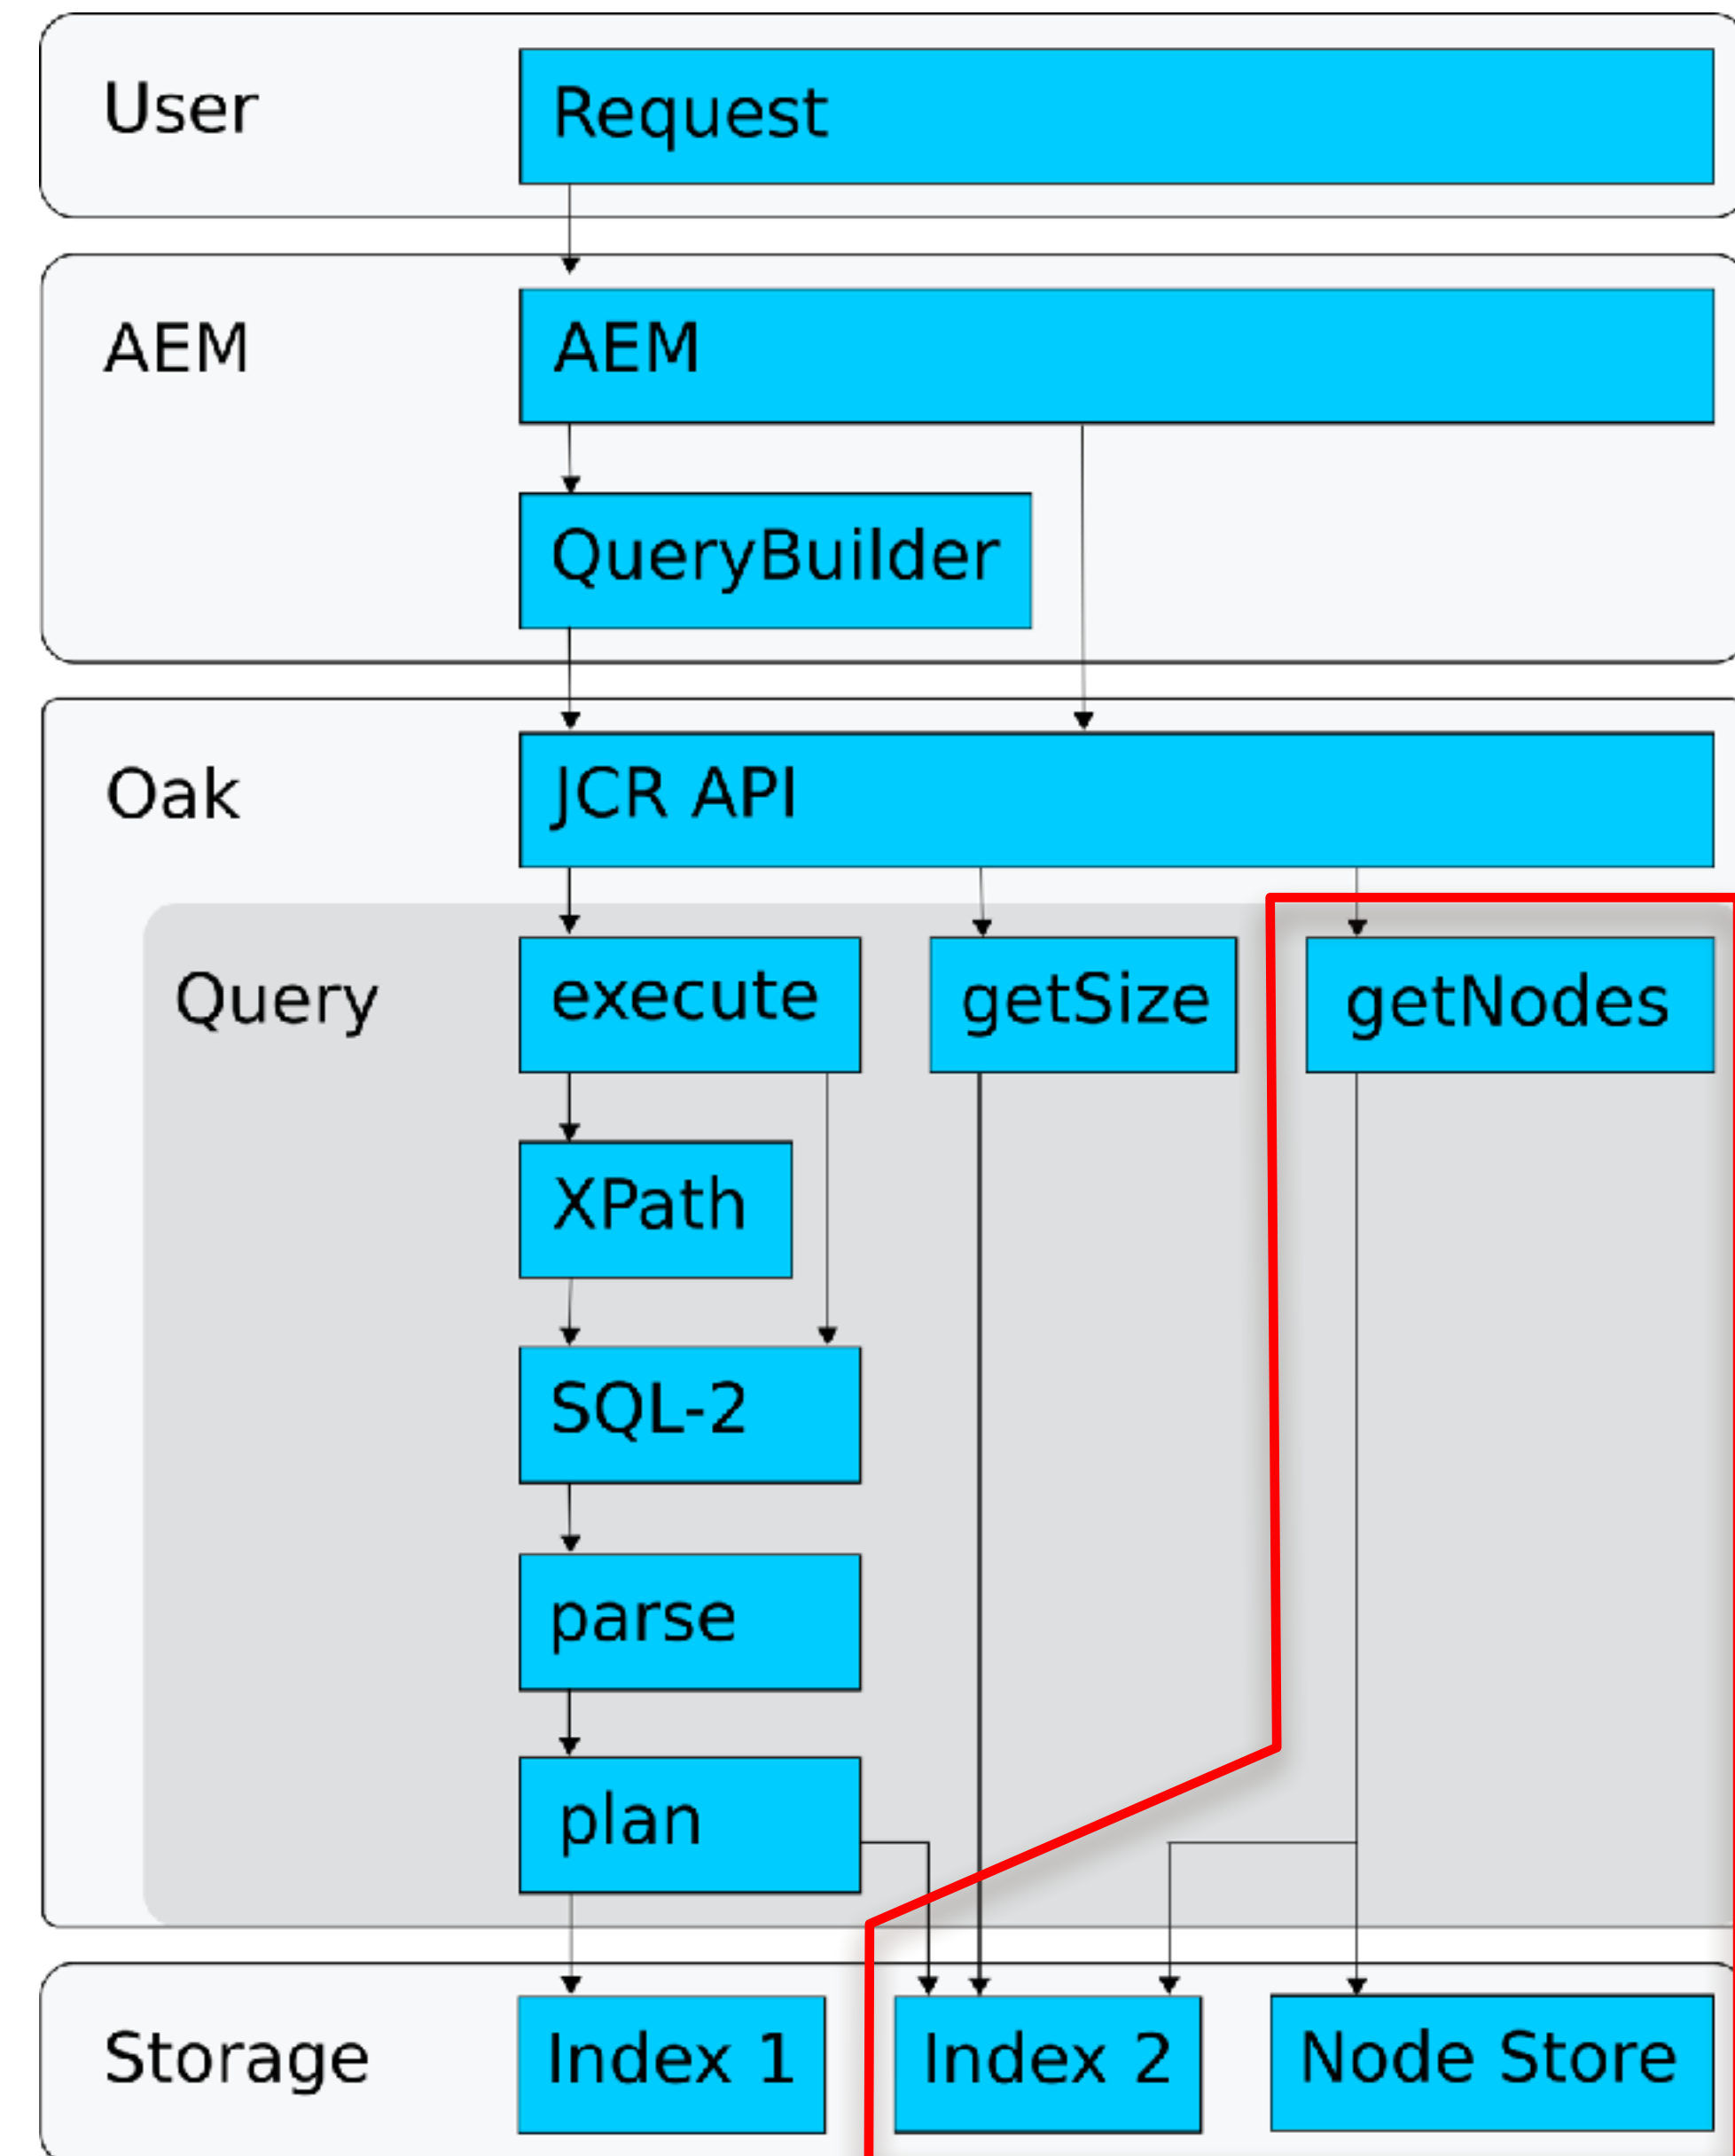 User
Request
AEM
AEM
QueryBuilder
Oak
JCR API
Query
execute
getSize
getNodes
XPath
SQL-2
parse
plan
Storage
Index 1
Index 2
Node Store